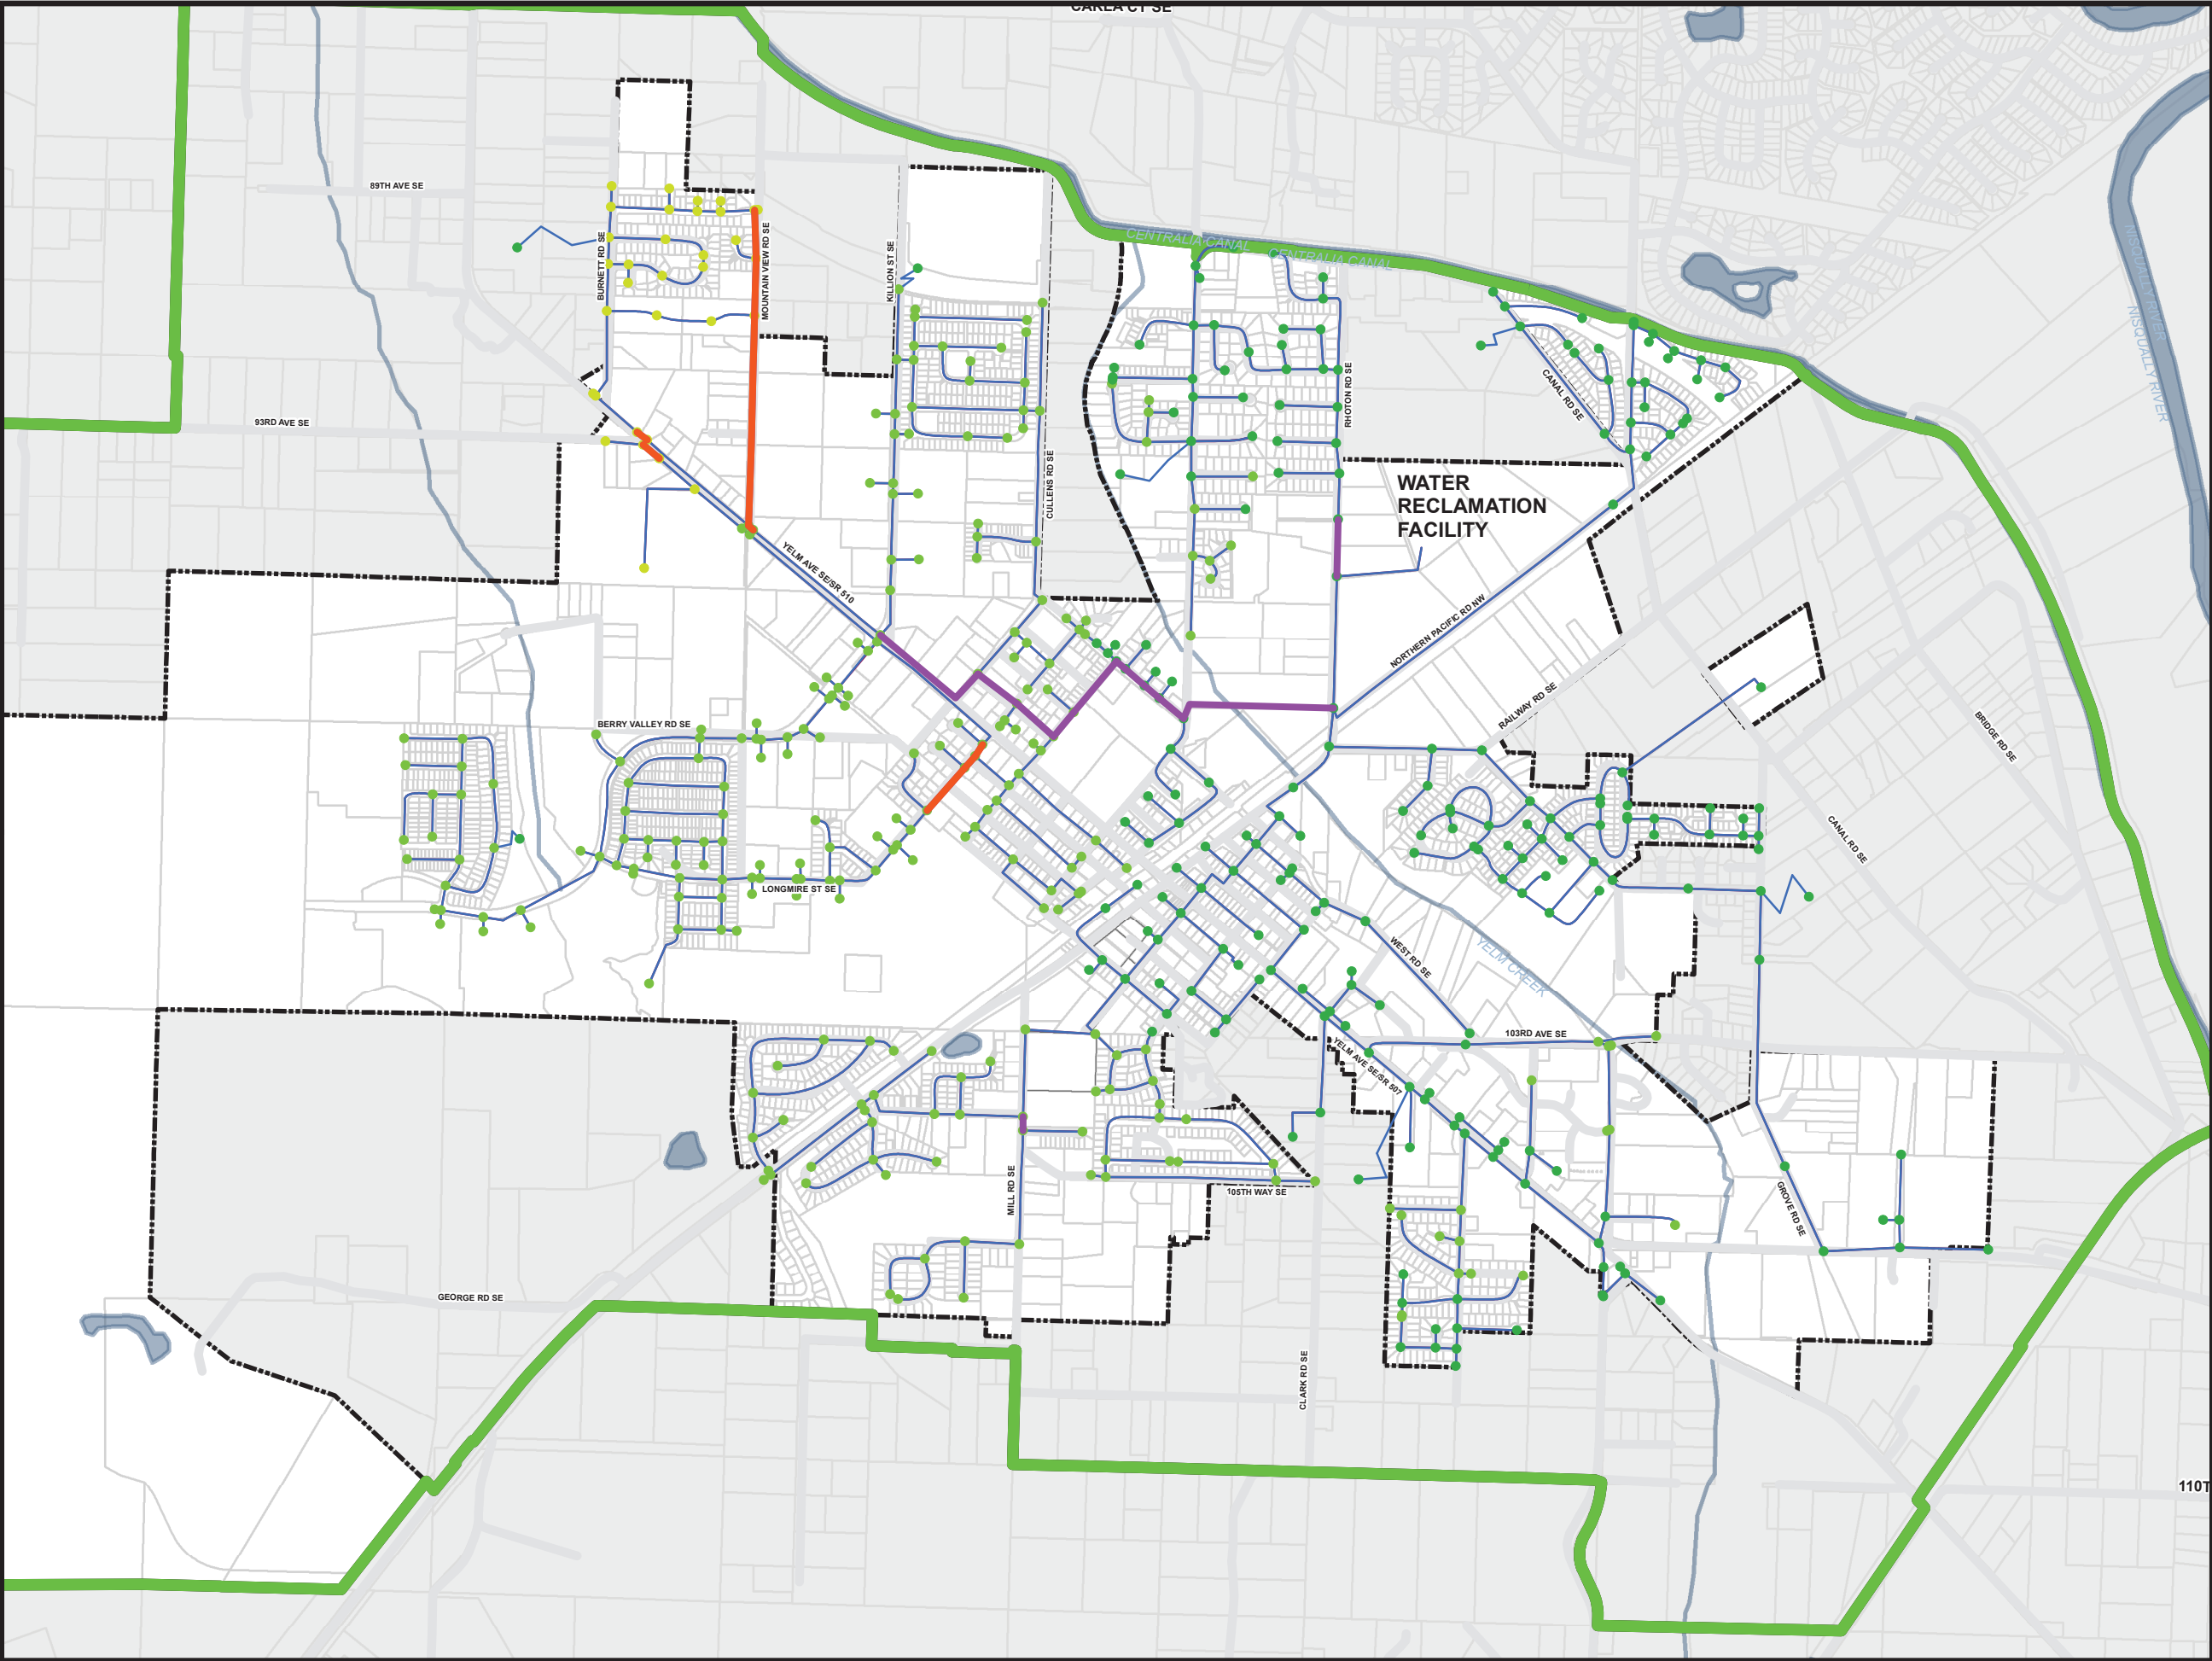 CARLA CT SE
89TH AVE SE
BURNETT RD SE
MOUNTAIN VIEW RD SE
KILLION ST SE
CENTRALIA CANAL
CENTRALIA CANAL
NISQUALLY RIVER
NISQUALLY RIVER
93RD AVE SE
CULLENS RD SE
RHOTON RD SE
CANAL RD SE
WATER
RECLAMATION
FACILITY
YELM AVE SE/SR 510
NORTHERN PACIFIC RD NW
RAILWAY RD SE
BERRY VALLEY RD SE
BRIDGE RD SE
CANAL RD SE
LONGMIRE ST SE
WEST RD SE
YELM CREEK
103RD AVE SE
YELM AVE SE/SR 507
MILL RD SE
105TH WAY SE
GROVE RD SE
GEORGE RD SE
CLARK RD SE
110T